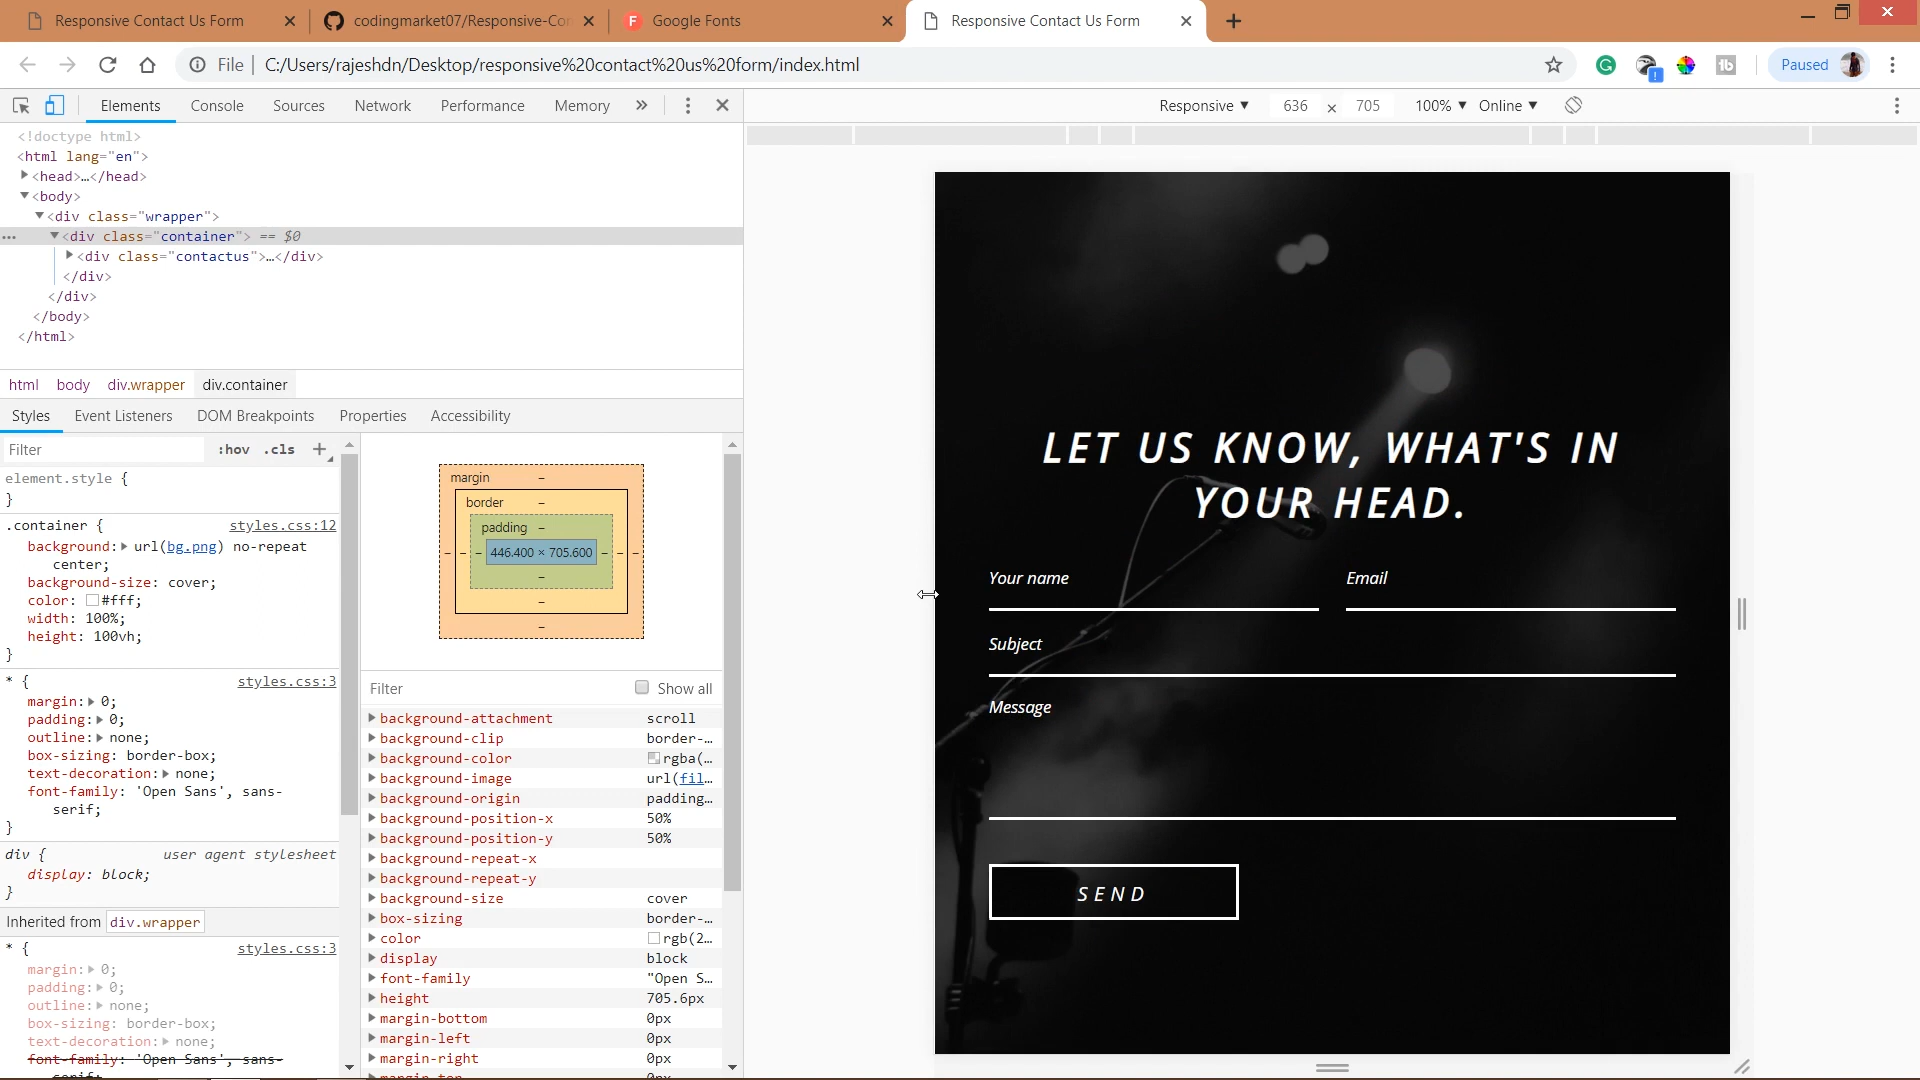 Responsive Contact Us Form
codingmarket07/Responsive-Con
F Google Fonts
Responsive Contact Us Form
File C:/Users/rajeshdn/Desktop/responsive%20contact%20us%20form/index.html
Paused
Elements Console Sources Network Performance Memory »
Responsive ▼ 636 × 705 100% ▼ Online ▼
<!doctype html>
<html lang="en">
<head>…</head>
<body>
<div class="wrapper">
<div class="container"> == $0
<div class="contactus">…</div>
</div>
</div>
</body>
</html>
html body div.wrapper div.container
Styles Event Listeners DOM Breakpoints Properties Accessibility
Filter :hov .cls +
element.style {
}
.container { styles.css:12
background: url(bg.png) no-repeat
center;
background-size: cover;
color: #fff;
width: 100%;
height: 100vh;
}
* { styles.css:3
margin: 0;
padding: 0;
outline: none;
box-sizing: border-box;
text-decoration: none;
font-family: 'Open Sans', sans-
serif;
}
div { user agent stylesheet
display: block;
}
Inherited from div.wrapper
* { styles.css:3
margin: 0;
padding: 0;
outline: none;
box-sizing: border-box;
text-decoration: none;
font-family: 'Open Sans', sans-
margin –
border –
padding –
– – – 446.400 × 705.600 – – –
–
–
–
Filter Show all
background-attachment scroll
background-clip border-…
background-color rgba(…
background-image url(fil…
background-origin padding…
background-position-x 50%
background-position-y 50%
background-repeat-x
background-repeat-y
background-size cover
box-sizing border-…
color rgb(2…
display block
font-family "Open S…
height 705.6px
margin-bottom 0px
margin-left 0px
margin-right 0px
LET US KNOW, WHAT'S IN
YOUR HEAD.
Your name Email
Subject
Message
SEND